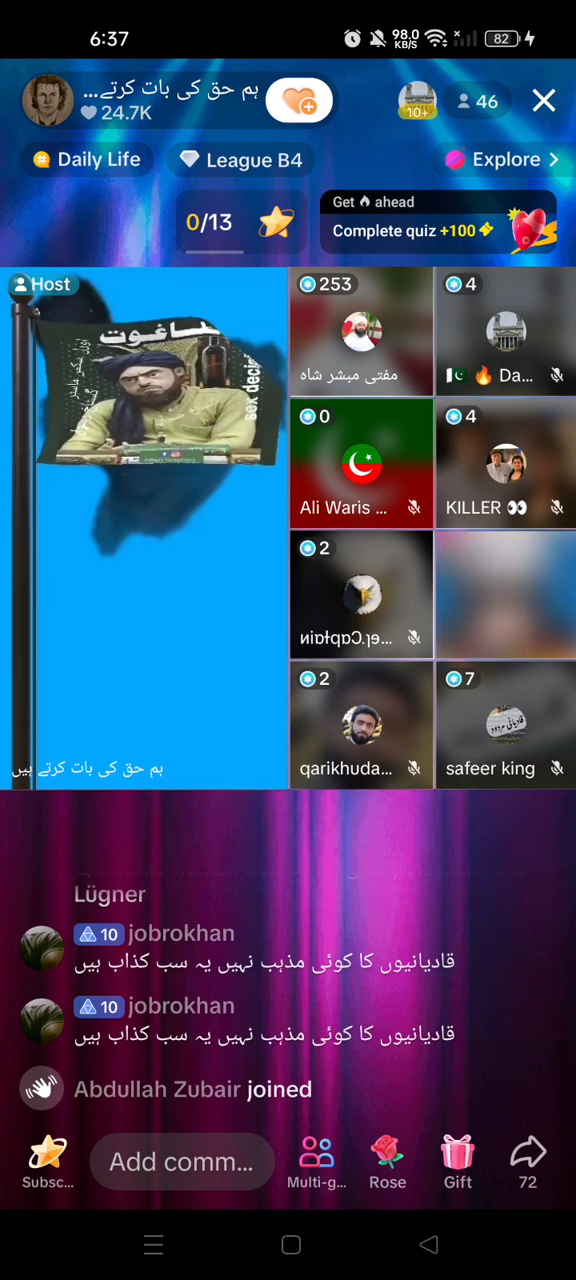 6:37
98.0
KB/S
82
ہم حق کی بات کرتے...
24.7K
10+
46
Daily Life
League B4
Explore
0/13
Get ahead
Complete quiz +100
Host
طاغوت
sex
253
مفتی مبشر شاہ
4
Da...
0
Ali Waris ...
4
KILLER
2
2
qarikhuda...
7
قادیانی مردود
safeer king
ہم حق کی بات کرتے ہیں
Lügner
10 jobrokhan
قادیانیوں کا کوئی مذہب نہیں یہ سب کذاب ہیں
10 jobrokhan
قادیانیوں کا کوئی مذہب نہیں یہ سب کذاب ہیں
Abdullah Zubair joined
Add comm...
Subsc...
Multi-g...
Rose
Gift
72